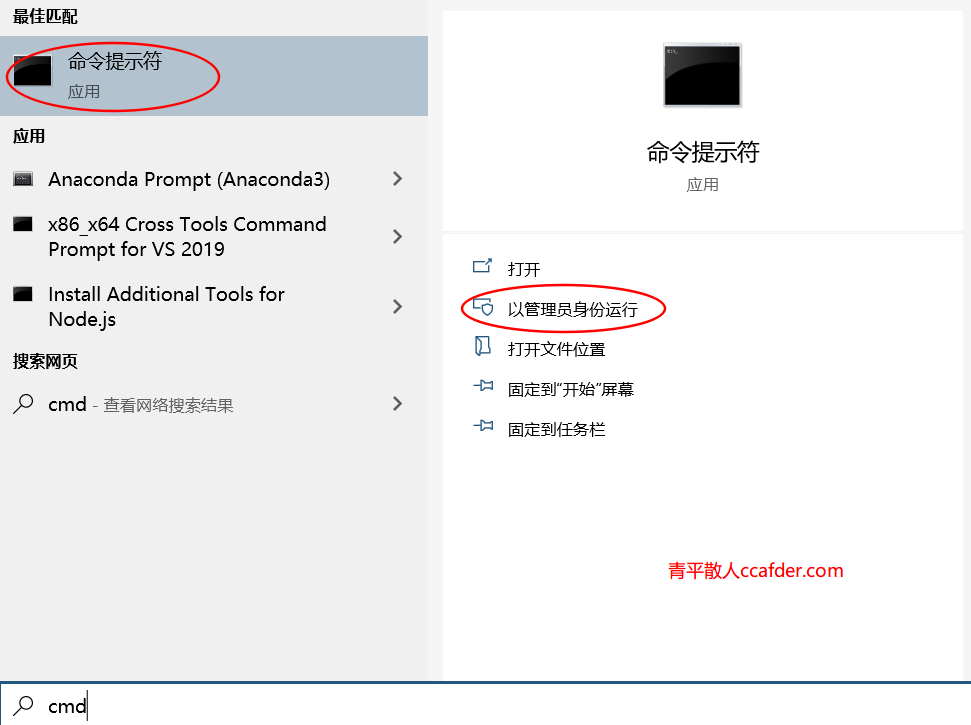 最佳匹配
命令提示符
应用
应用
Anaconda Prompt (Anaconda3)
x86_x64 Cross Tools Command
Prompt for VS 2019
Install Additional Tools for
Node.js
搜索网页
cmd - 查看网络搜索结果
命令提示符
应用
打开
以管理员身份运行
打开文件位置
固定到“开始”屏幕
固定到任务栏
青平散人ccafder.com
cmd